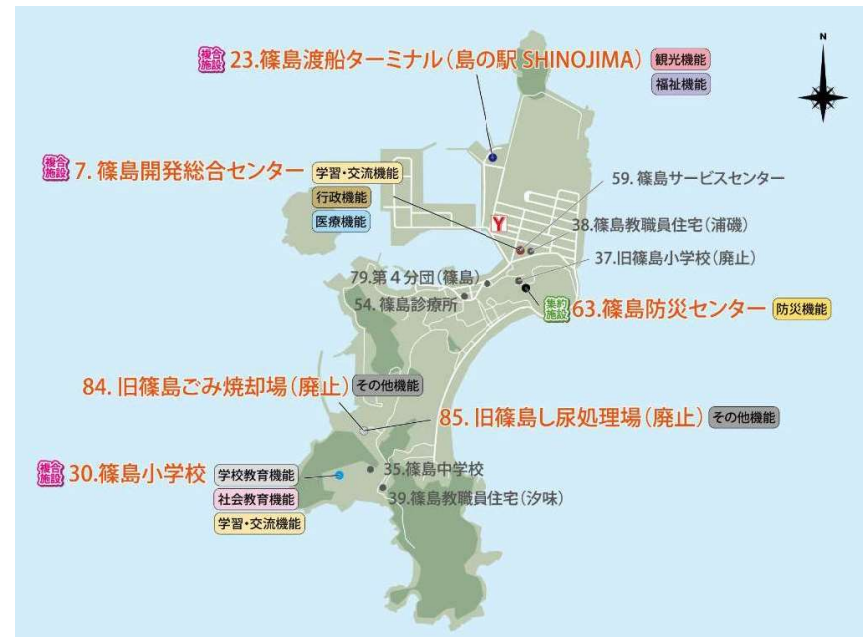 N
複合施設 23.篠島渡船ターミナル(島の駅 SHINOJIMA) 観光機能
福祉機能
複合施設 7.篠島開発総合センター 学習・交流機能
行政機能
医療機能
59.篠島サービスセンター
Y
38.篠島教職員住宅(浦磯)
37.旧篠島小学校(廃止)
79.第4分団(篠島)
54.篠島診療所
集約施設 63.篠島防災センター 防災機能
84.旧篠島ごみ焼却場(廃止) その他機能
85.旧篠島し尿処理場(廃止) その他機能
複合施設 30.篠島小学校 学校教育機能
社会教育機能
学習・交流機能
35.篠島中学校
39.篠島教職員住宅(汐味)